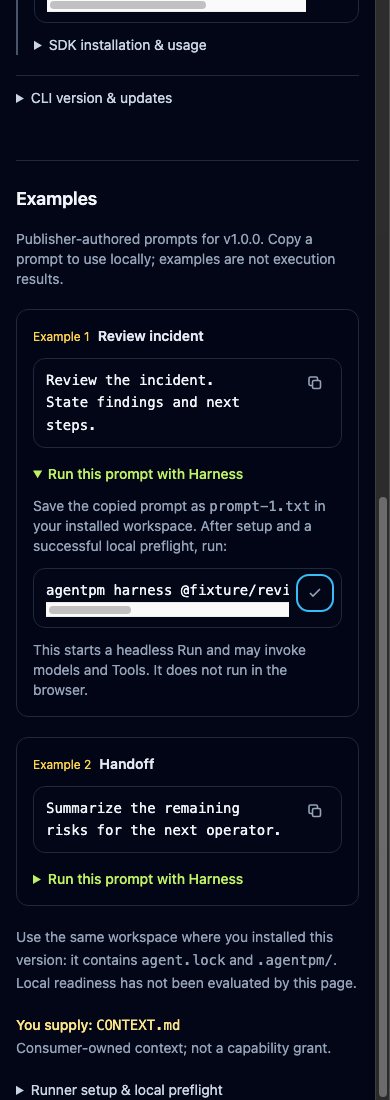 SDK installation & usage
CLI version & updates
Examples
Publisher-authored prompts for v1.0.0. Copy a
prompt to use locally; examples are not execution
results.
Example 1 Review incident
Review the incident.
State findings and next
steps.
Run this prompt with Harness
Save the copied prompt as prompt-1.txt in
your installed workspace. After setup and a
successful local preflight, run:
agentpm harness @fixture/revi
This starts a headless Run and may invoke
models and Tools. It does not run in the
browser.
Example 2 Handoff
Summarize the remaining
risks for the next operator.
Run this prompt with Harness
Use the same workspace where you installed this
version: it contains agent.lock and .agentpm/.
Local readiness has not been evaluated by this page.
You supply: CONTEXT.md
Consumer-owned context; not a capability grant.
Runner setup & local preflight